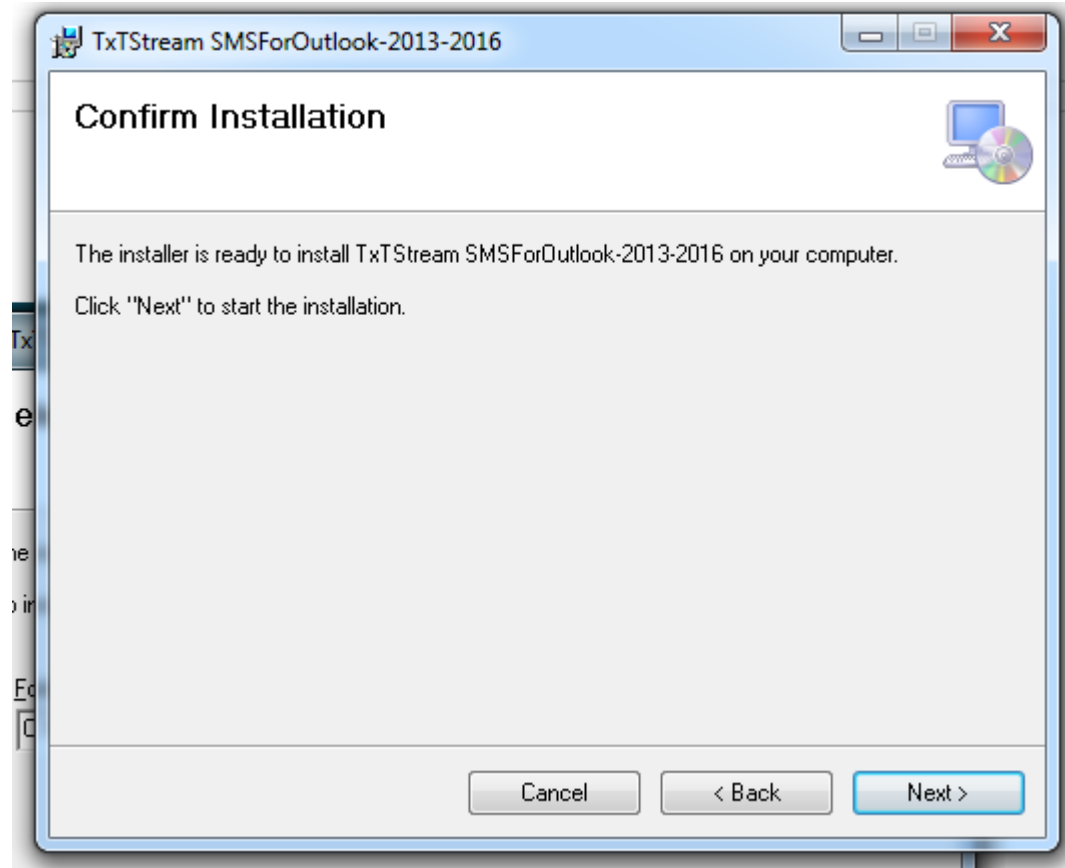 TxTStream SMSForOutlook-2013-2016
Confirm Installation
The installer is ready to install TxTStream SMSForOutlook-2013-2016 on your computer.
Click "Next" to start the installation.
Cancel
< Back
Next >